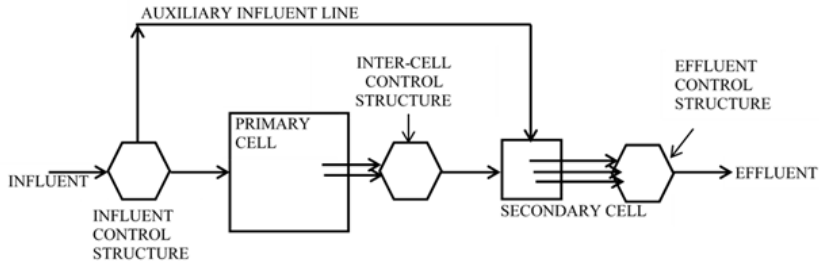 AUXILIARY INFLUENT LINE
INTER-CELL
CONTROL
STRUCTURE
EFFLUENT
CONTROL
STRUCTURE
PRIMARY
CELL
INFLUENT
EFFLUENT
SECONDARY CELL
INFLUENT
CONTROL
STRUCTURE